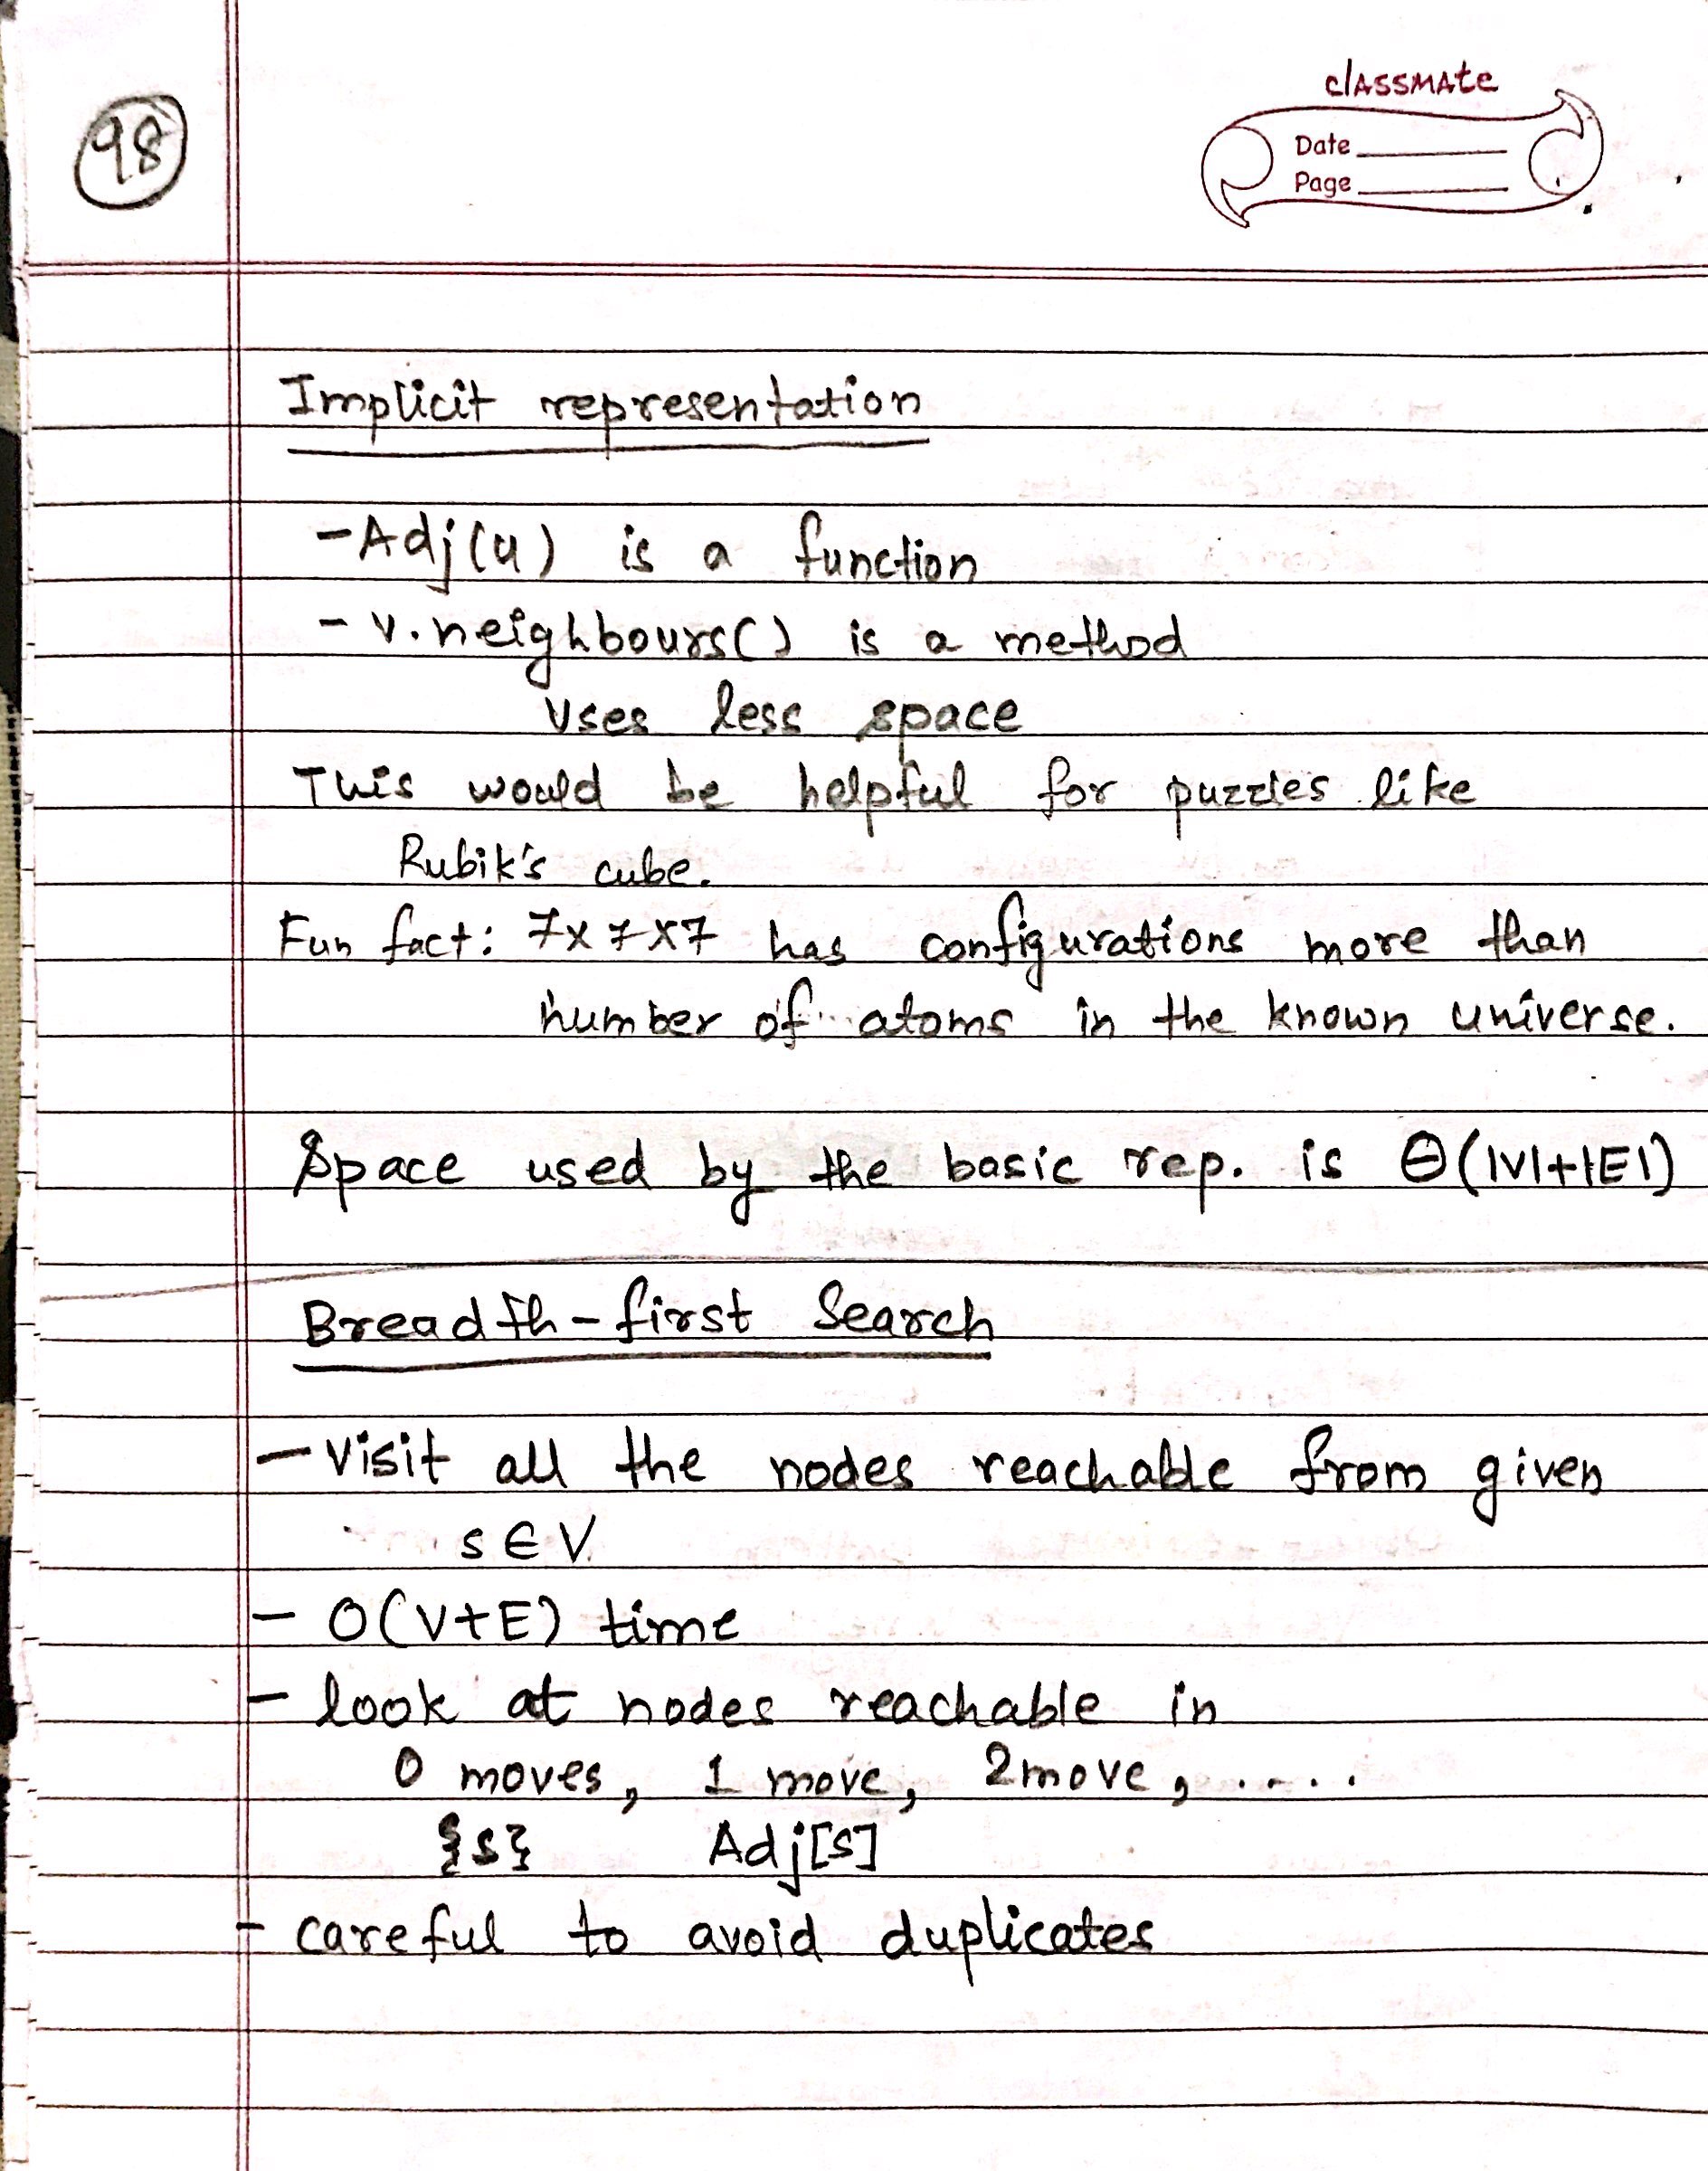 98
classmate
Date
Page
Implicit representation
- Adj(u) is a function
- v.neighbours() is a method
Uses less space
This would be helpful for puzzles like
Rubik's cube.
Fun fact: 7x7x7 has configurations more than
number of atoms in the known universe.
Space used by the basic rep. is Θ(|V|+|E|)
Breadth-first Search
- Visit all the nodes reachable from given
s ∈ V
- O(V+E) time
- look at nodes reachable in
0 moves, 1 move, 2move, .....
{s} Adj[s]
- careful to avoid duplicates